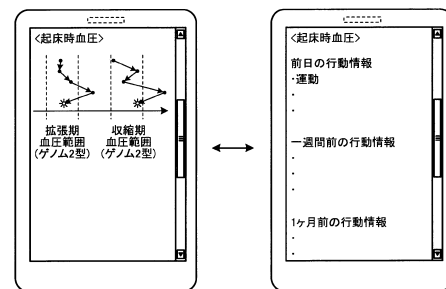 <起床時血圧>
拡張期 収縮期
血圧範囲 血圧範囲
(ゲノム2型) (ゲノム2型)
<起床時血圧>
前日の行動情報
・運動
・
・
一週間前の行動情報
・
・
・
1ヶ月前の行動情報
・
・